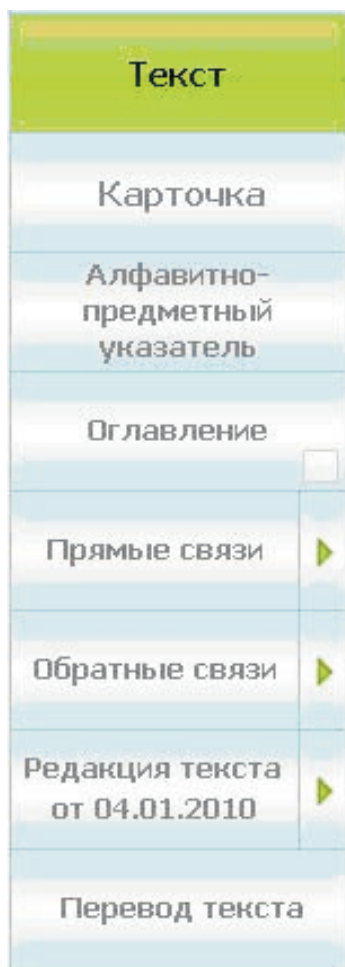 Текст
Карточка
Алфавитно-
предметный
указатель
Оглавление
Прямые связи
Обратные связи
Редакция текста
от 04.01.2010
Перевод текста